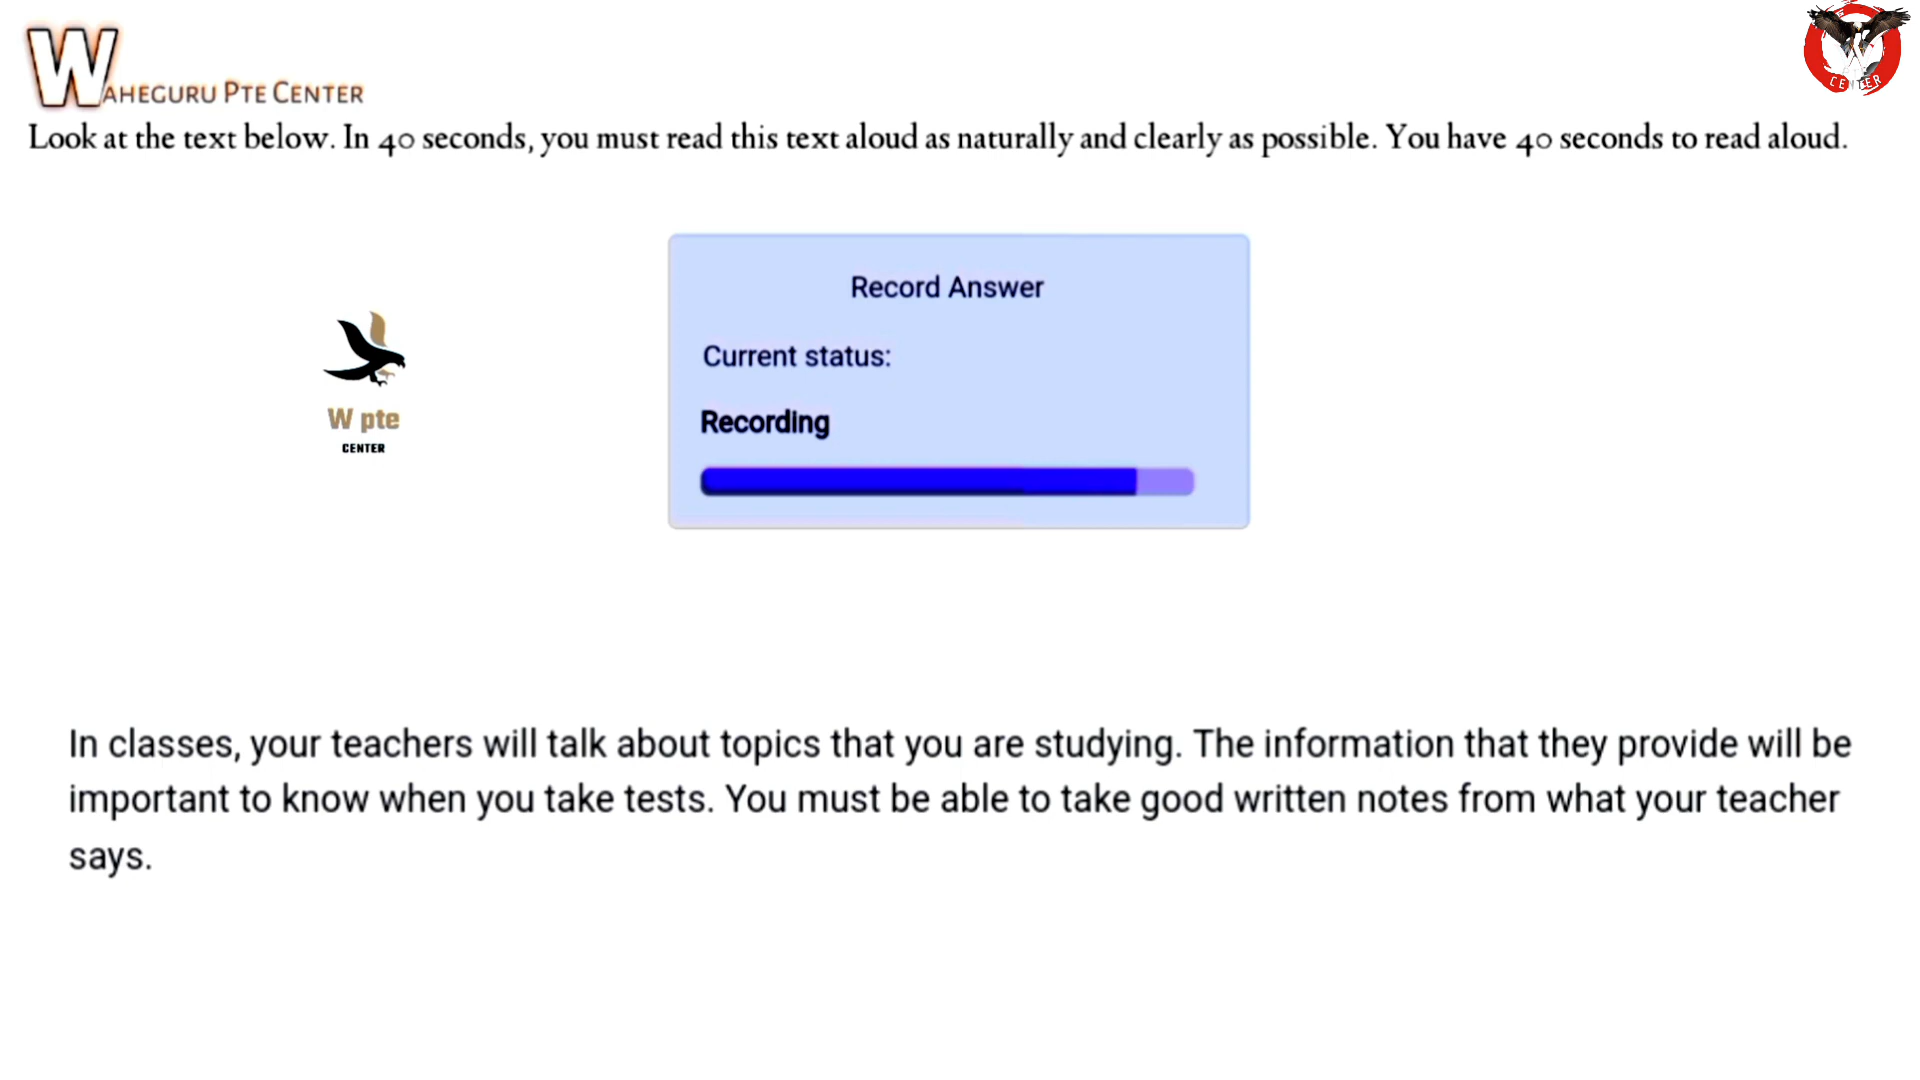 WAHEGURU PTE CENTER
CENTER
Look at the text below. In 40 seconds, you must read this text aloud as naturally and clearly as possible. You have 40 seconds to read aloud.
Record Answer
Current status:
Recording
W pte
CENTER
In classes, your teachers will talk about topics that you are studying. The information that they provide will be
important to know when you take tests. You must be able to take good written notes from what your teacher
says.